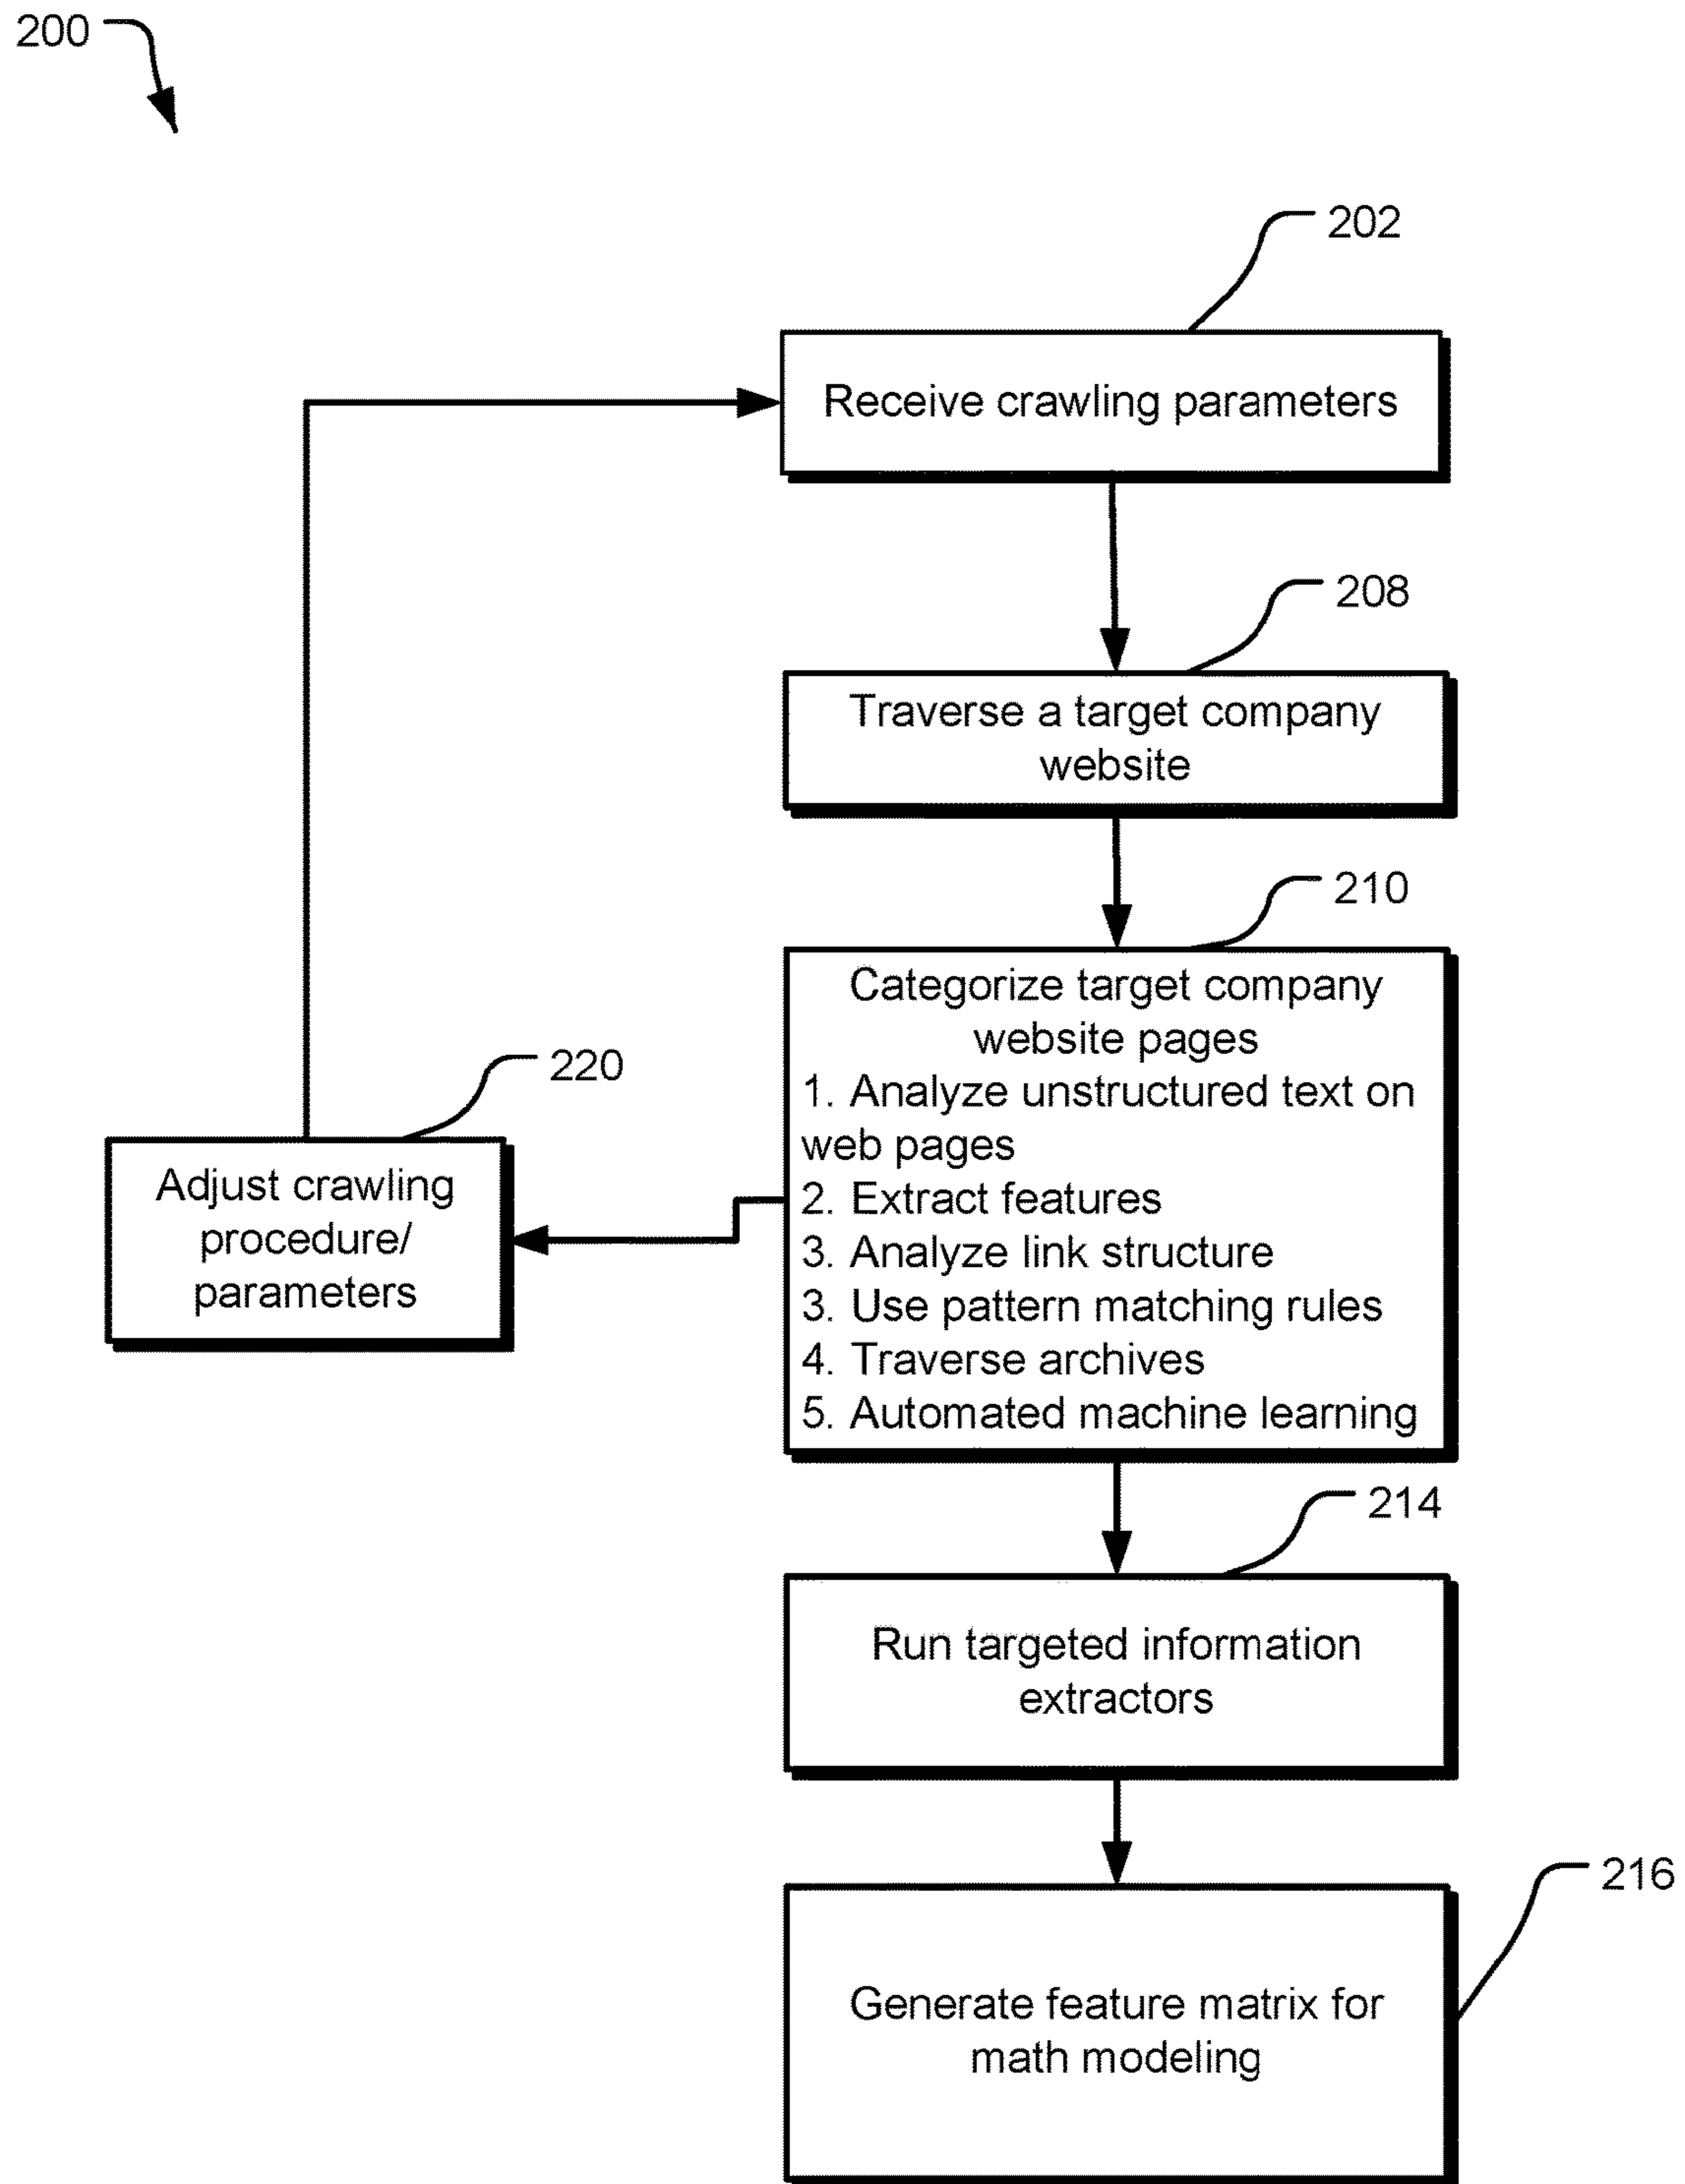 200
202
Receive crawling parameters
208
Traverse a target company
website
210
Categorize target company
website pages
1. Analyze unstructured text on
web pages
2. Extract features
3. Analyze link structure
3. Use pattern matching rules
4. Traverse archives
5. Automated machine learning
220
Adjust crawling
procedure/
parameters
214
Run targeted information
extractors
216
Generate feature matrix for
math modeling